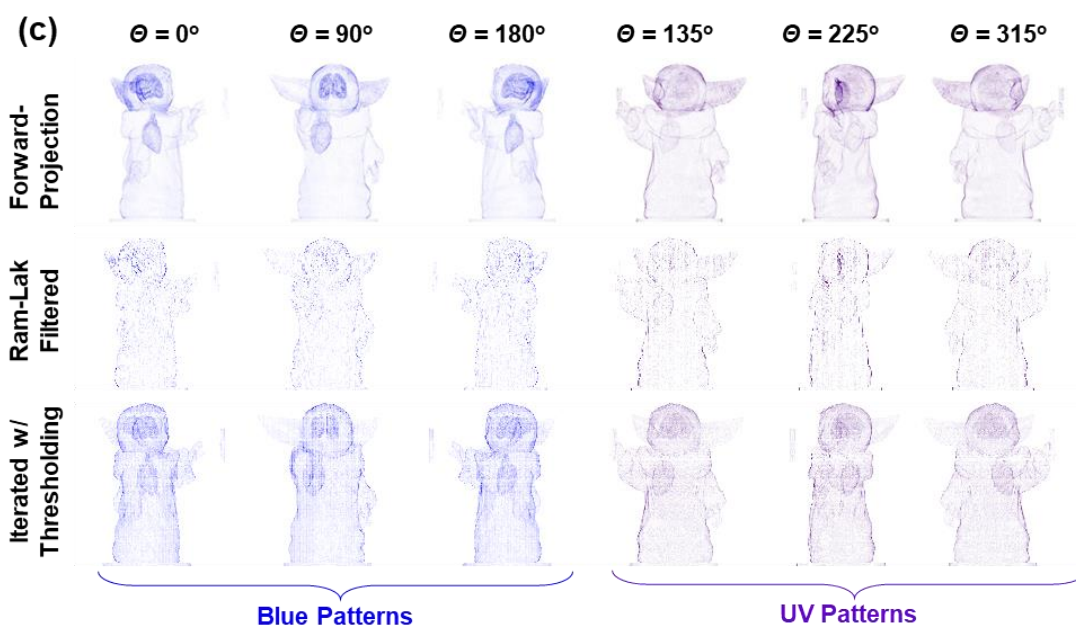 (c)
Θ = 0° Θ = 90° Θ = 180° Θ = 135° Θ = 225° Θ = 315°
Forward-
Projection
Ram-Lak
Filtered
Iterated w/
Thresholding
Blue Patterns UV Patterns